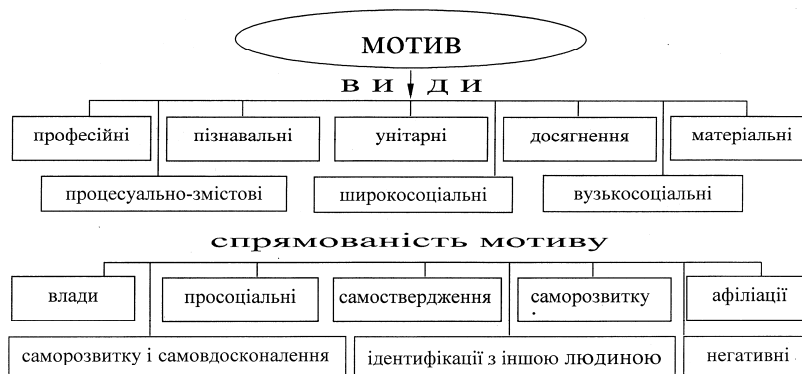 МОТИВ
в и д и
професійні пізнавальні унітарні досягнення матеріальні
процесуально-змістові широкосоціальні вузькосоціальні
спрямованість мотиву
влади просоціальні самоствердження саморозвитку афіліації
саморозвитку і самовдосконалення ідентифікації з іншою людиною негативні